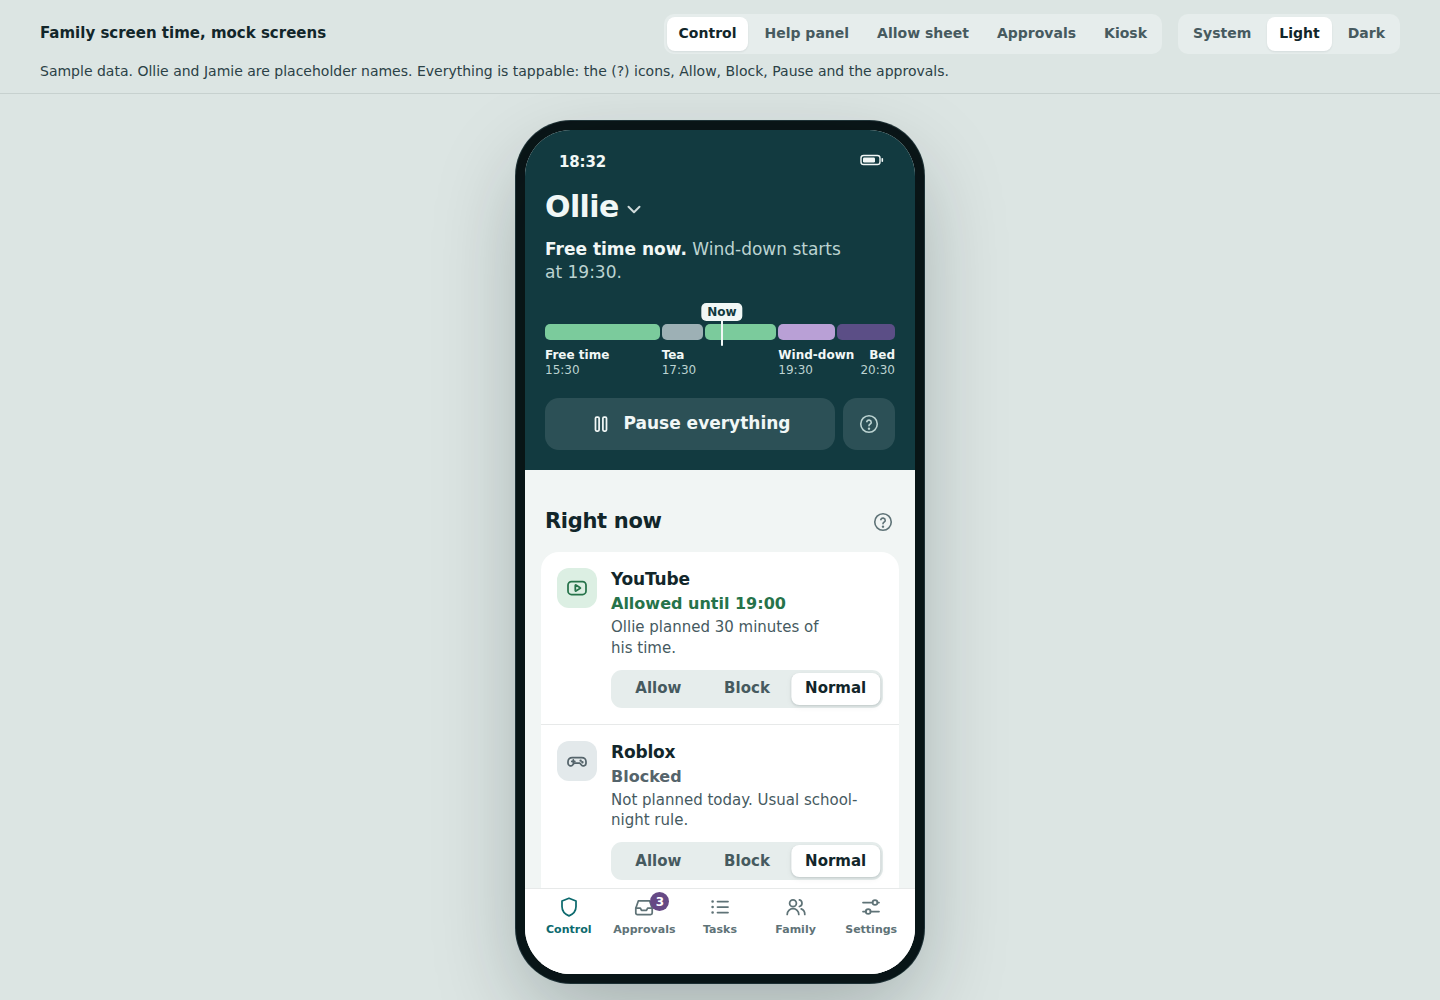 Family screen time, mock screens
Control Help panel Allow sheet Approvals Kiosk
System Light Dark
Sample data. Ollie and Jamie are placeholder names. Everything is tappable: the (?) icons, Allow, Block, Pause and the approvals.
18:32
Ollie
Free time now. Wind-down starts
at 19:30.
Now
Free time Tea Wind-down Bed
15:30 17:30 19:30 20:30
Pause everything
?
Right now
?
YouTube
Allowed until 19:00
Ollie planned 30 minutes of
his time.
Allow Block Normal
Roblox
Blocked
Not planned today. Usual school-
night rule.
Allow Block Normal
3
Control Approvals Tasks Family Settings